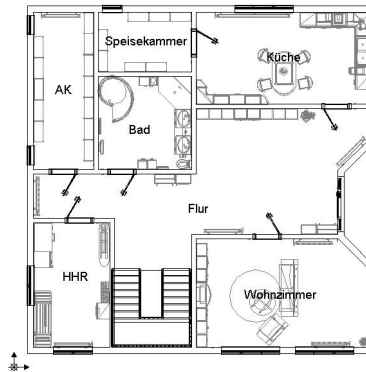 Speisekammer
Küche
AK
Bad
Flur
HHR
Wohnzimmer